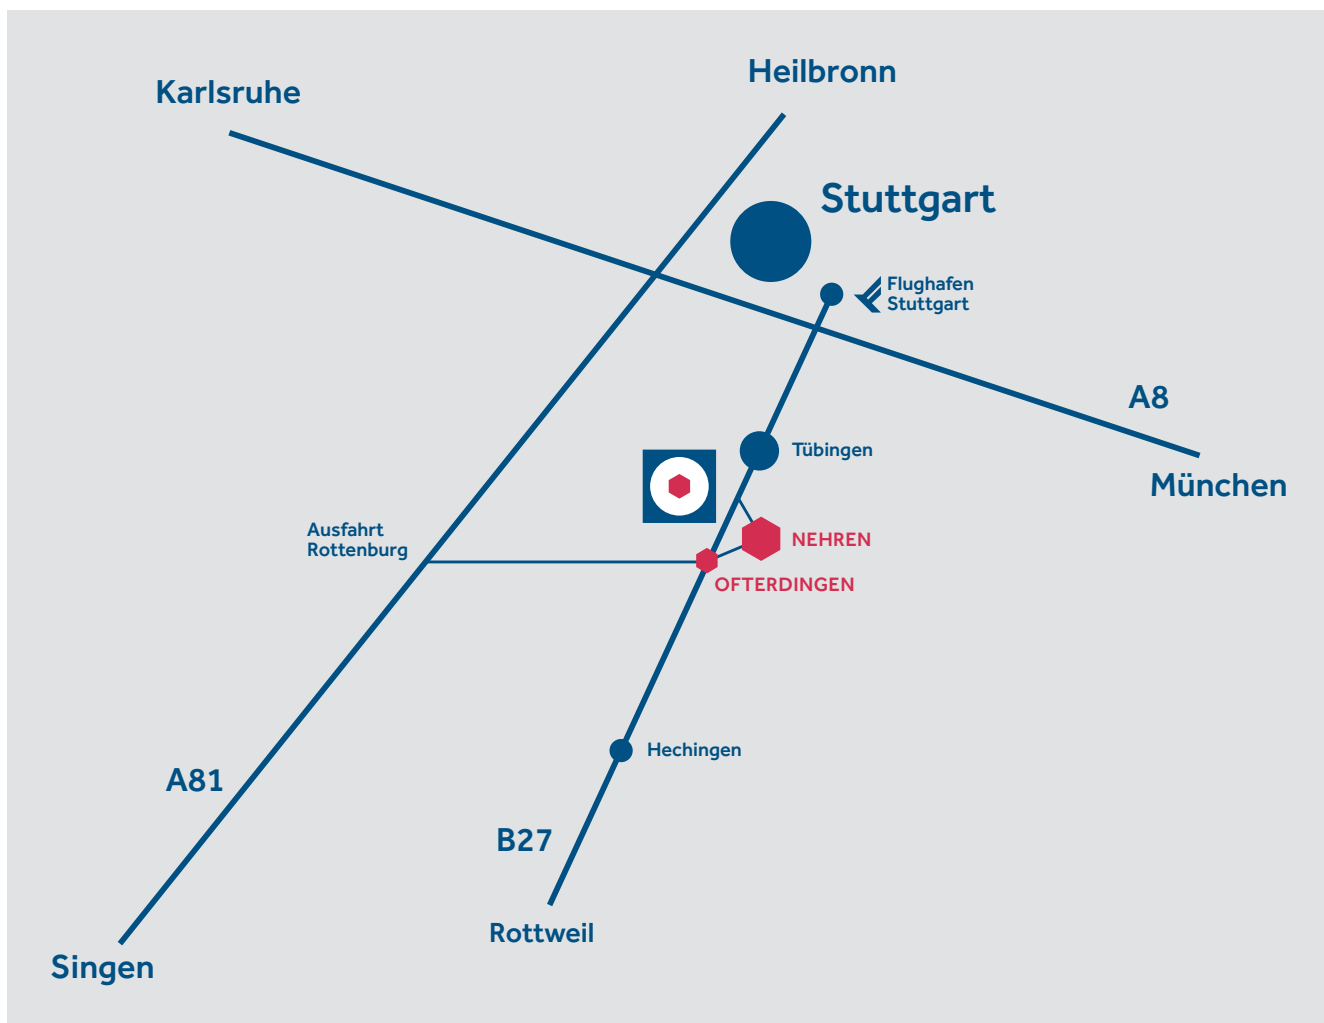 Heilbronn
Karlsruhe
Stuttgart
Flughafen
Stuttgart
A8
Tübingen
München
Ausfahrt
Rottenburg
NEHREN
OFTERDINGEN
Hechingen
A81
B27
Rottweil
Singen